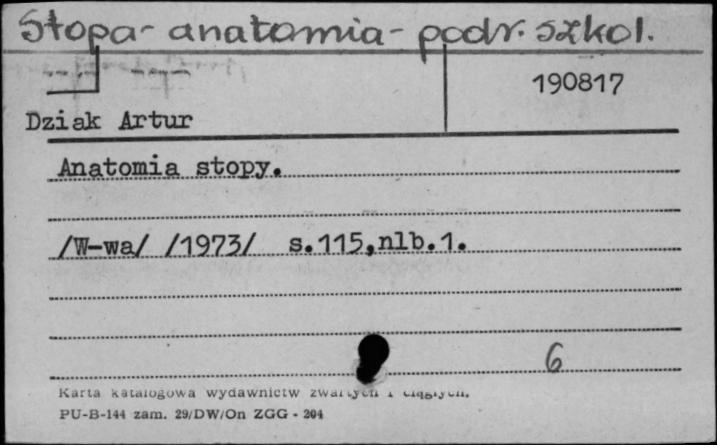 Stopa - anatomia - podr. szkol.
190817
Dziak Artur
Anatomia stopy.
/W-wa/ /1973/ s.115,nlb.1.
6
Karta katalogowa wydawnictw zwartych i ciągłych.
PU-B-144 zam. 29/DW/On ZGG - 204